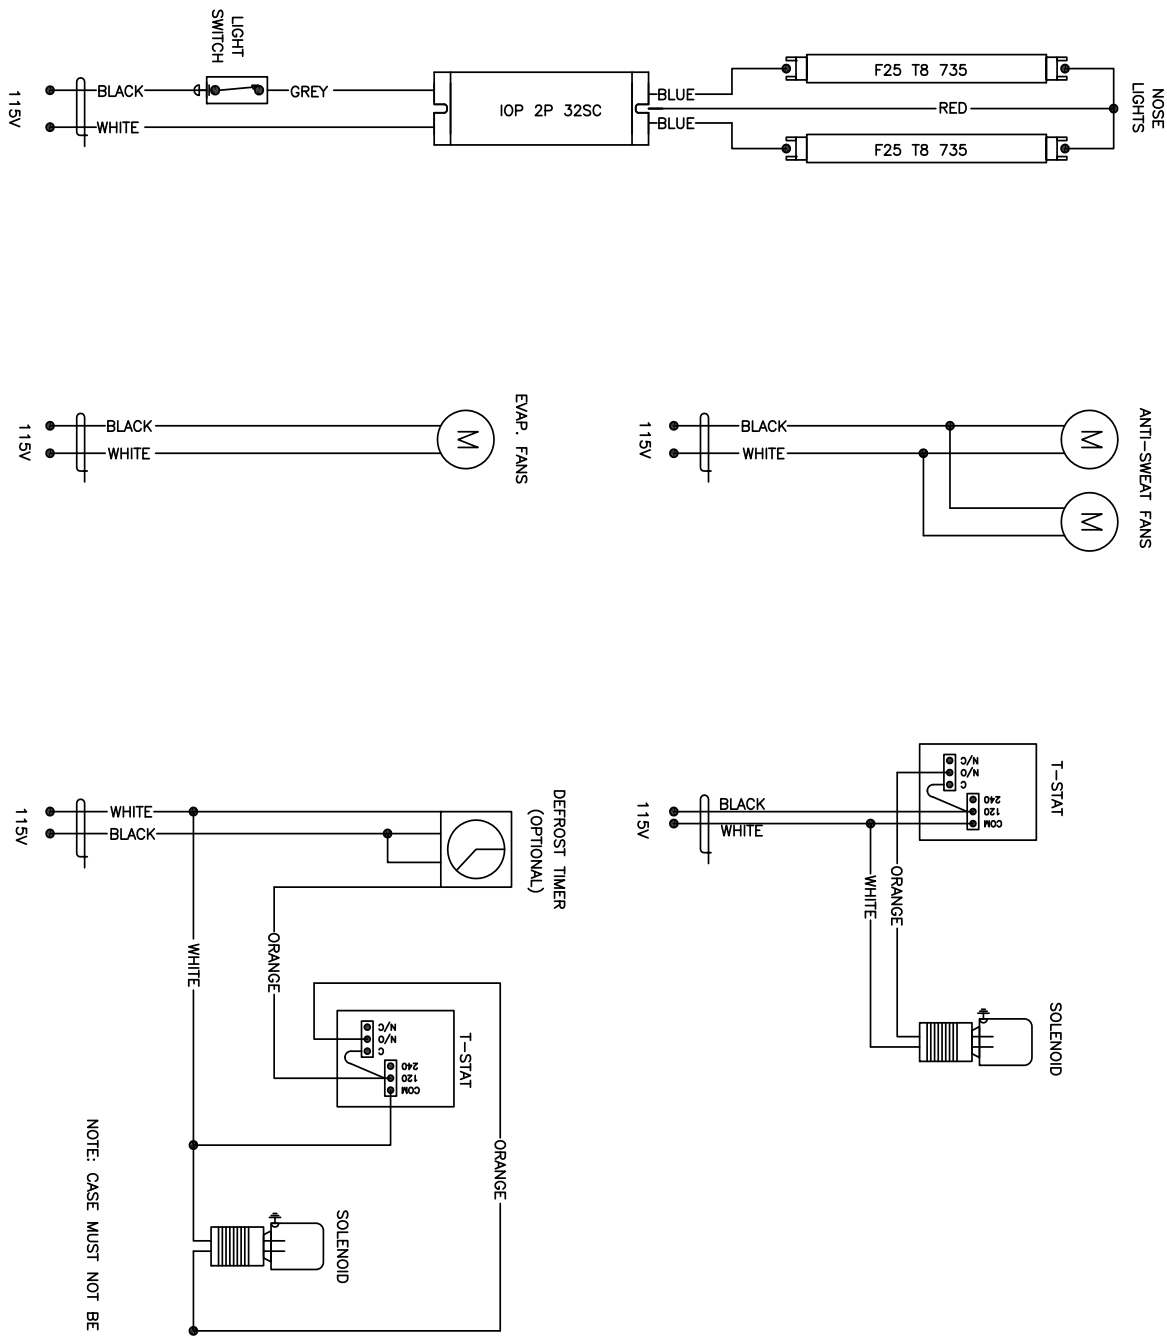 LIGHT
SWITCH
BLACK
GREY
WHITE
115V
IOP 2P 32SC
BLUE
RED
BLUE
F25 T8 735
F25 T8 735
NOSE
LIGHTS
EVAP. FANS
BLACK
WHITE
115V
M
ANTI-SWEAT FANS
BLACK
WHITE
115V
M
M
T-STAT
N/C
N/O
C
240
120
COM
BLACK
WHITE
115V
WHITE
ORANGE
SOLENOID
DEFROST TIMER
(OPTIONAL)
WHITE
BLACK
115V
WHITE
ORANGE
T-STAT
N/C
N/O
C
240
120
COM
ORANGE
SOLENOID
NOTE: CASE MUST NOT BE